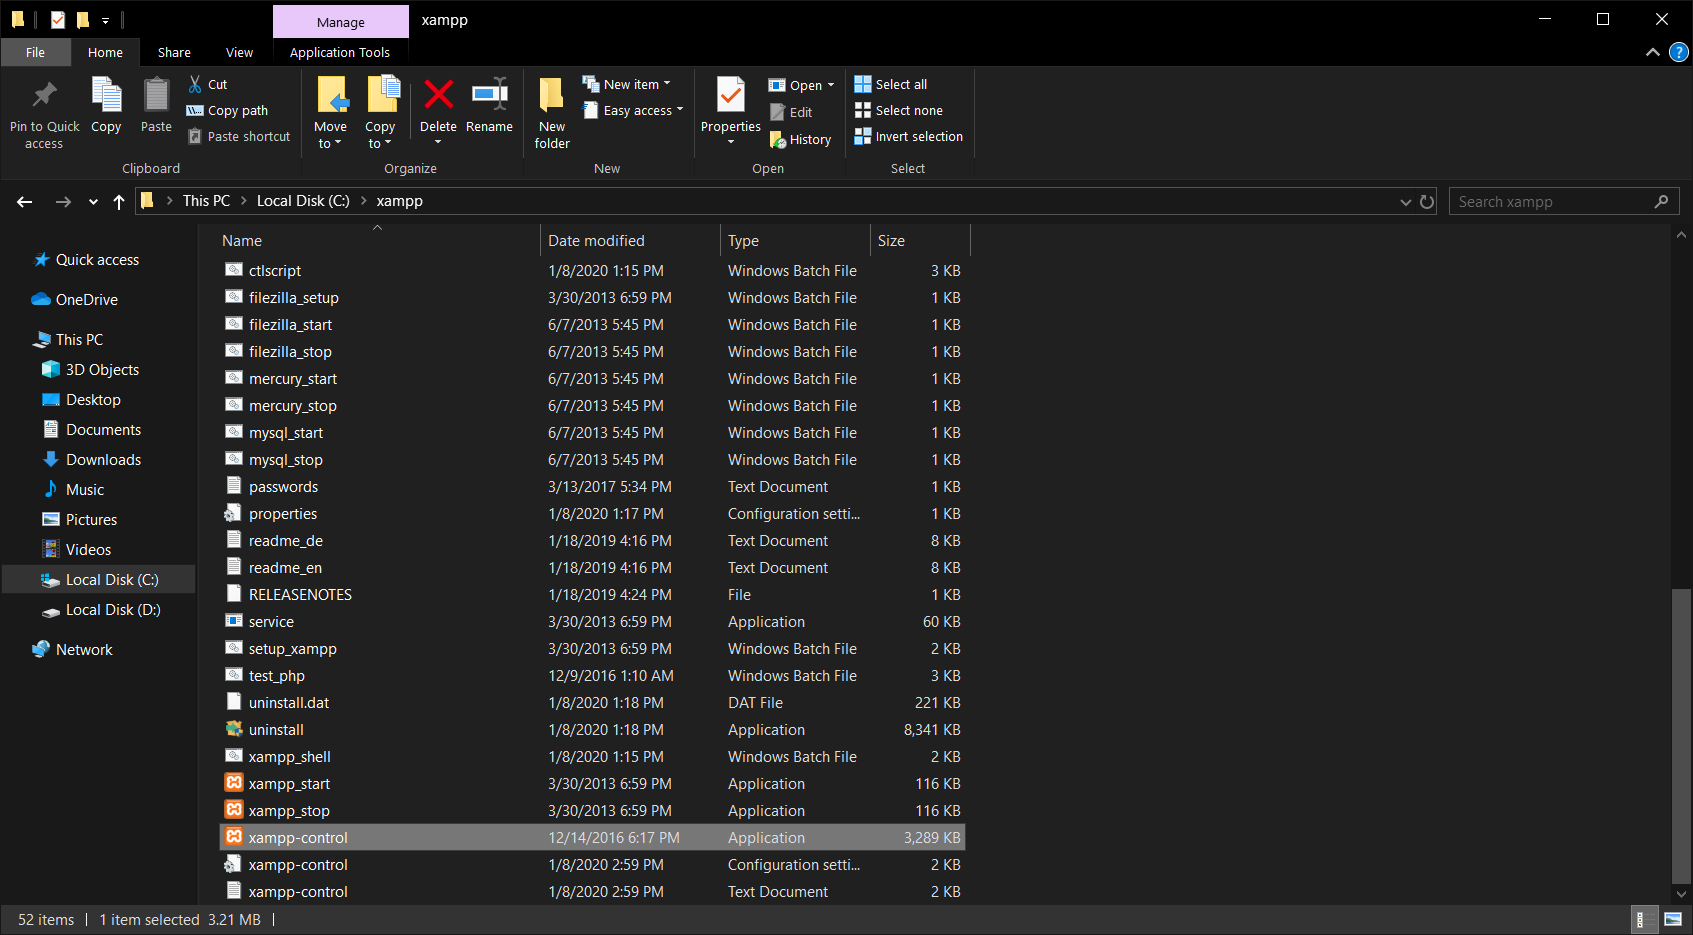 Manage
xampp
File
Home
Share
View
Application Tools
?
Pin to Quick access
Copy
Paste
Cut
Copy path
Paste shortcut
Clipboard
Move to
Copy to
Delete
Rename
Organize
New folder
New item
Easy access
New
Properties
Open
Edit
History
Open
Select all
Select none
Invert selection
Select
This PC > Local Disk (C:) > xampp
Search xampp
Quick access
OneDrive
This PC
3D Objects
Desktop
Documents
Downloads
Music
Pictures
Videos
Local Disk (C:)
Local Disk (D:)
Network
Name Date modified Type Size
ctlscript 1/8/2020 1:15 PM Windows Batch File 3 KB
filezilla_setup 3/30/2013 6:59 PM Windows Batch File 1 KB
filezilla_start 6/7/2013 5:45 PM Windows Batch File 1 KB
filezilla_stop 6/7/2013 5:45 PM Windows Batch File 1 KB
mercury_start 6/7/2013 5:45 PM Windows Batch File 1 KB
mercury_stop 6/7/2013 5:45 PM Windows Batch File 1 KB
mysql_start 6/7/2013 5:45 PM Windows Batch File 1 KB
mysql_stop 6/7/2013 5:45 PM Windows Batch File 1 KB
passwords 3/13/2017 5:34 PM Text Document 1 KB
properties 1/8/2020 1:17 PM Configuration setti... 1 KB
readme_de 1/18/2019 4:16 PM Text Document 8 KB
readme_en 1/18/2019 4:16 PM Text Document 8 KB
RELEASENOTES 1/18/2019 4:24 PM File 1 KB
service 3/30/2013 6:59 PM Application 60 KB
setup_xampp 3/30/2013 6:59 PM Windows Batch File 2 KB
test_php 12/9/2016 1:10 AM Windows Batch File 3 KB
uninstall.dat 1/8/2020 1:18 PM DAT File 221 KB
uninstall 1/8/2020 1:18 PM Application 8,341 KB
xampp_shell 1/8/2020 1:15 PM Windows Batch File 2 KB
xampp_start 3/30/2013 6:59 PM Application 116 KB
xampp_stop 3/30/2013 6:59 PM Application 116 KB
xampp-control 12/14/2016 6:17 PM Application 3,289 KB
xampp-control 1/8/2020 2:59 PM Configuration setti... 2 KB
xampp-control 1/8/2020 2:59 PM Text Document 2 KB
52 items 1 item selected 3.21 MB